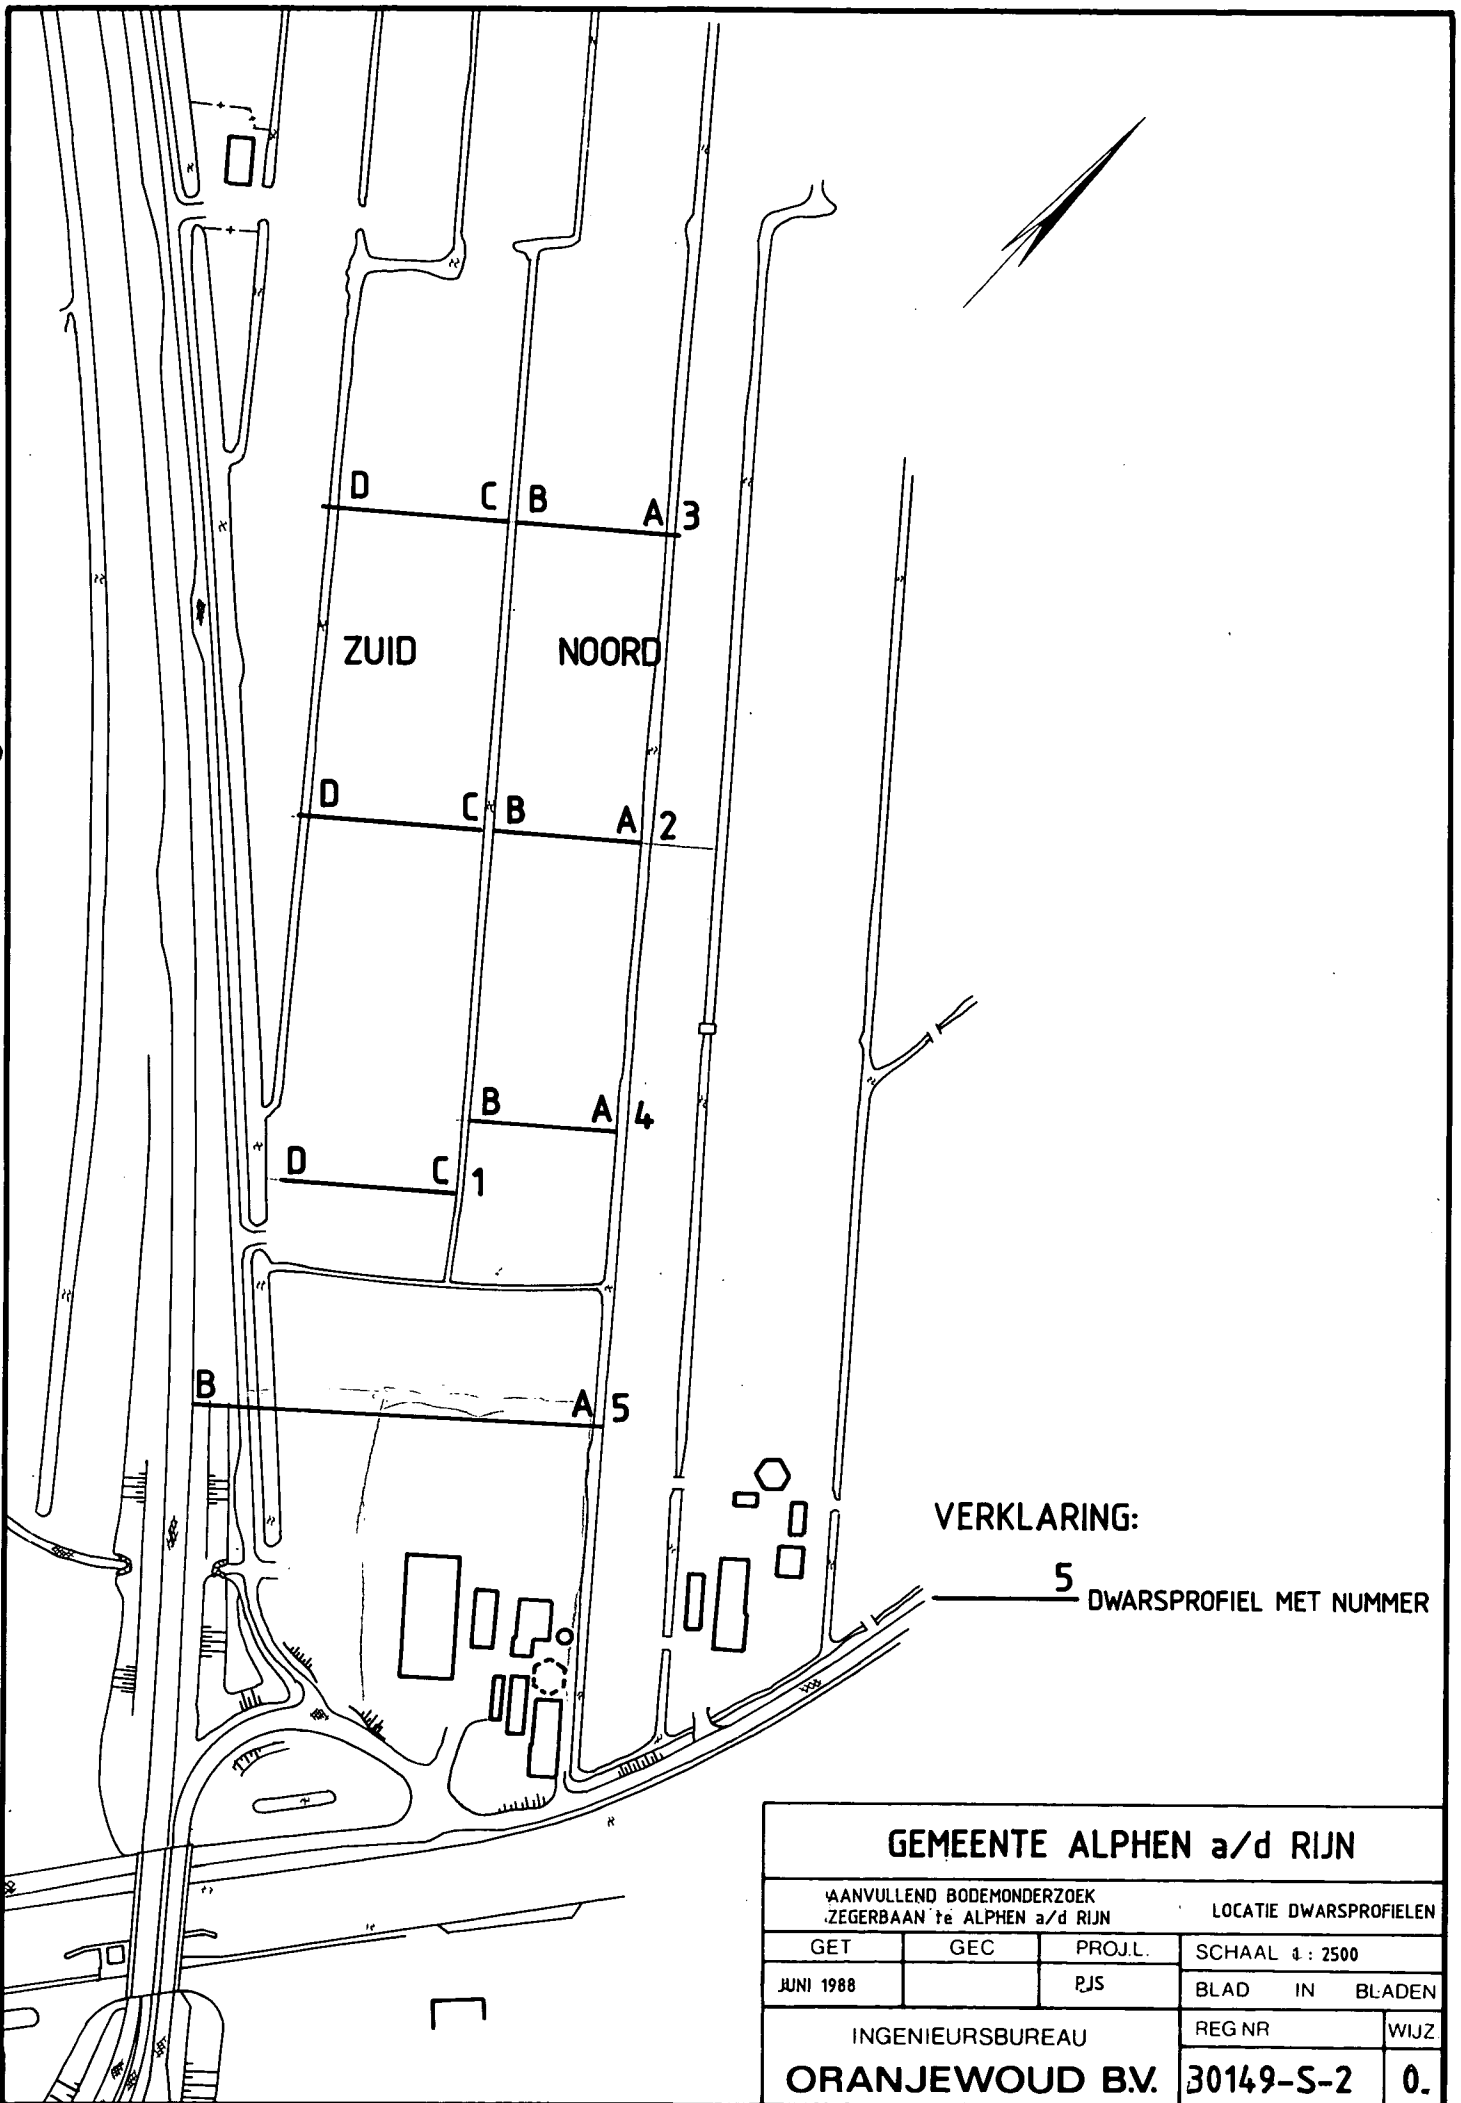 D C B A 3
ZUID NOORD
D C B A 2
B A 4
D C 1
B A 5
VERKLARING:
5 DWARSPROFIEL MET NUMMER
GEMEENTE ALPHEN a/d RIJN
AANVULLEND BODEMONDERZOEK
ZEGERBAAN te ALPHEN a/d RIJN
LOCATIE DWARSPROFIELEN
GET GEC PROJ.L. SCHAAL 1 : 2500
JUNI 1988 PJS BLAD IN BLADEN
INGENIEURSBUREAU
ORANJEWOUD B.V.
REG NR WIJZ.
30149-S-2 0.